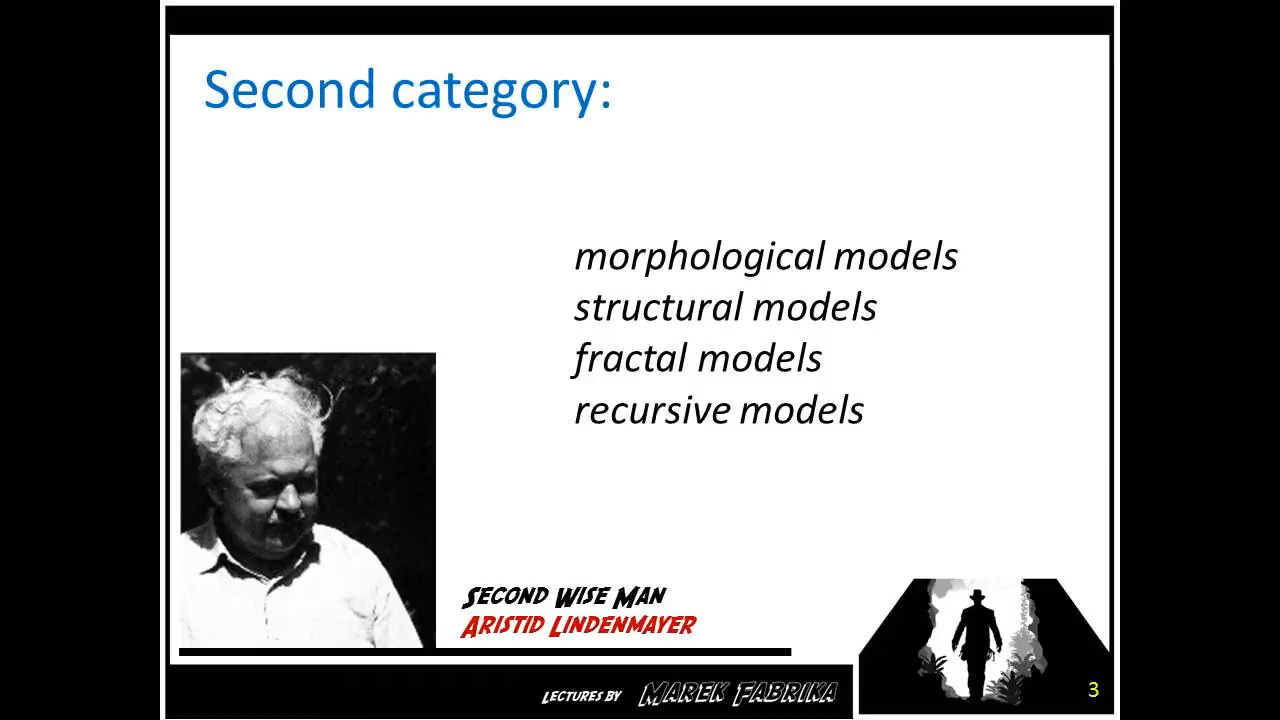 Second category:
morphological models
structural models
fractal models
recursive models
Second Wise Man
Aristid Lindenmayer
Lectures by Marek Fabrika
3